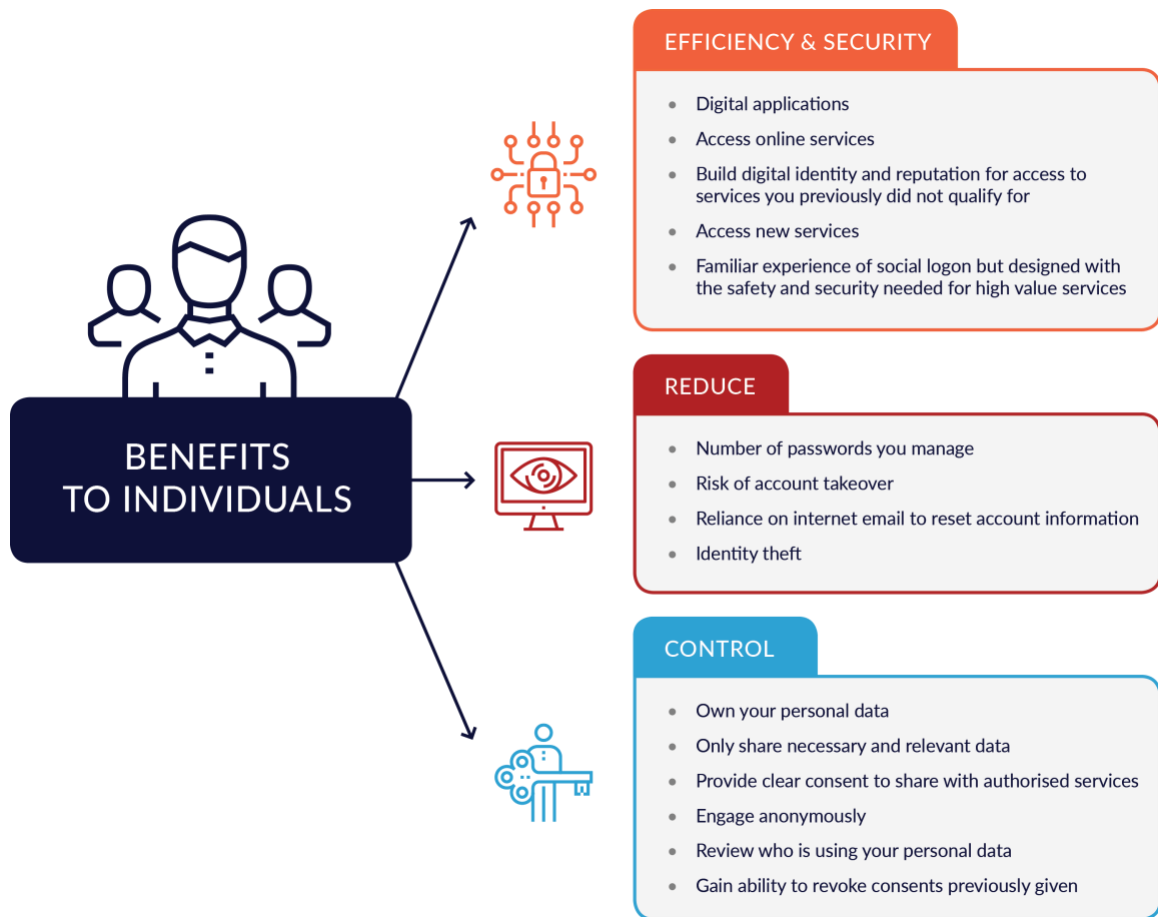 BENEFITS
TO INDIVIDUALS
EFFICIENCY & SECURITY
• Digital applications
• Access online services
• Build digital identity and reputation for access to
services you previously did not qualify for
• Access new services
• Familiar experience of social logon but designed with
the safety and security needed for high value services
REDUCE
• Number of passwords you manage
• Risk of account takeover
• Reliance on internet email to reset account information
• Identity theft
CONTROL
• Own your personal data
• Only share necessary and relevant data
• Provide clear consent to share with authorised services
• Engage anonymously
• Review who is using your personal data
• Gain ability to revoke consents previously given